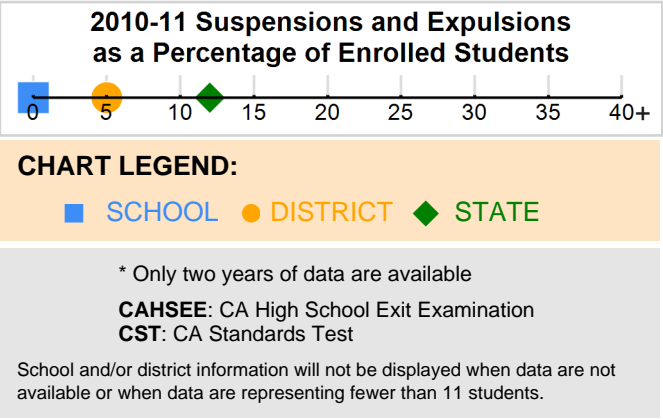 2010-11 Suspensions and Expulsions
as a Percentage of Enrolled Students
0 5 10 15 20 25 30 35 40+
CHART LEGEND:
SCHOOL DISTRICT STATE
* Only two years of data are available
CAHSEE: CA High School Exit Examination
CST: CA Standards Test
School and/or district information will not be displayed when data are not
available or when data are representing fewer than 11 students.